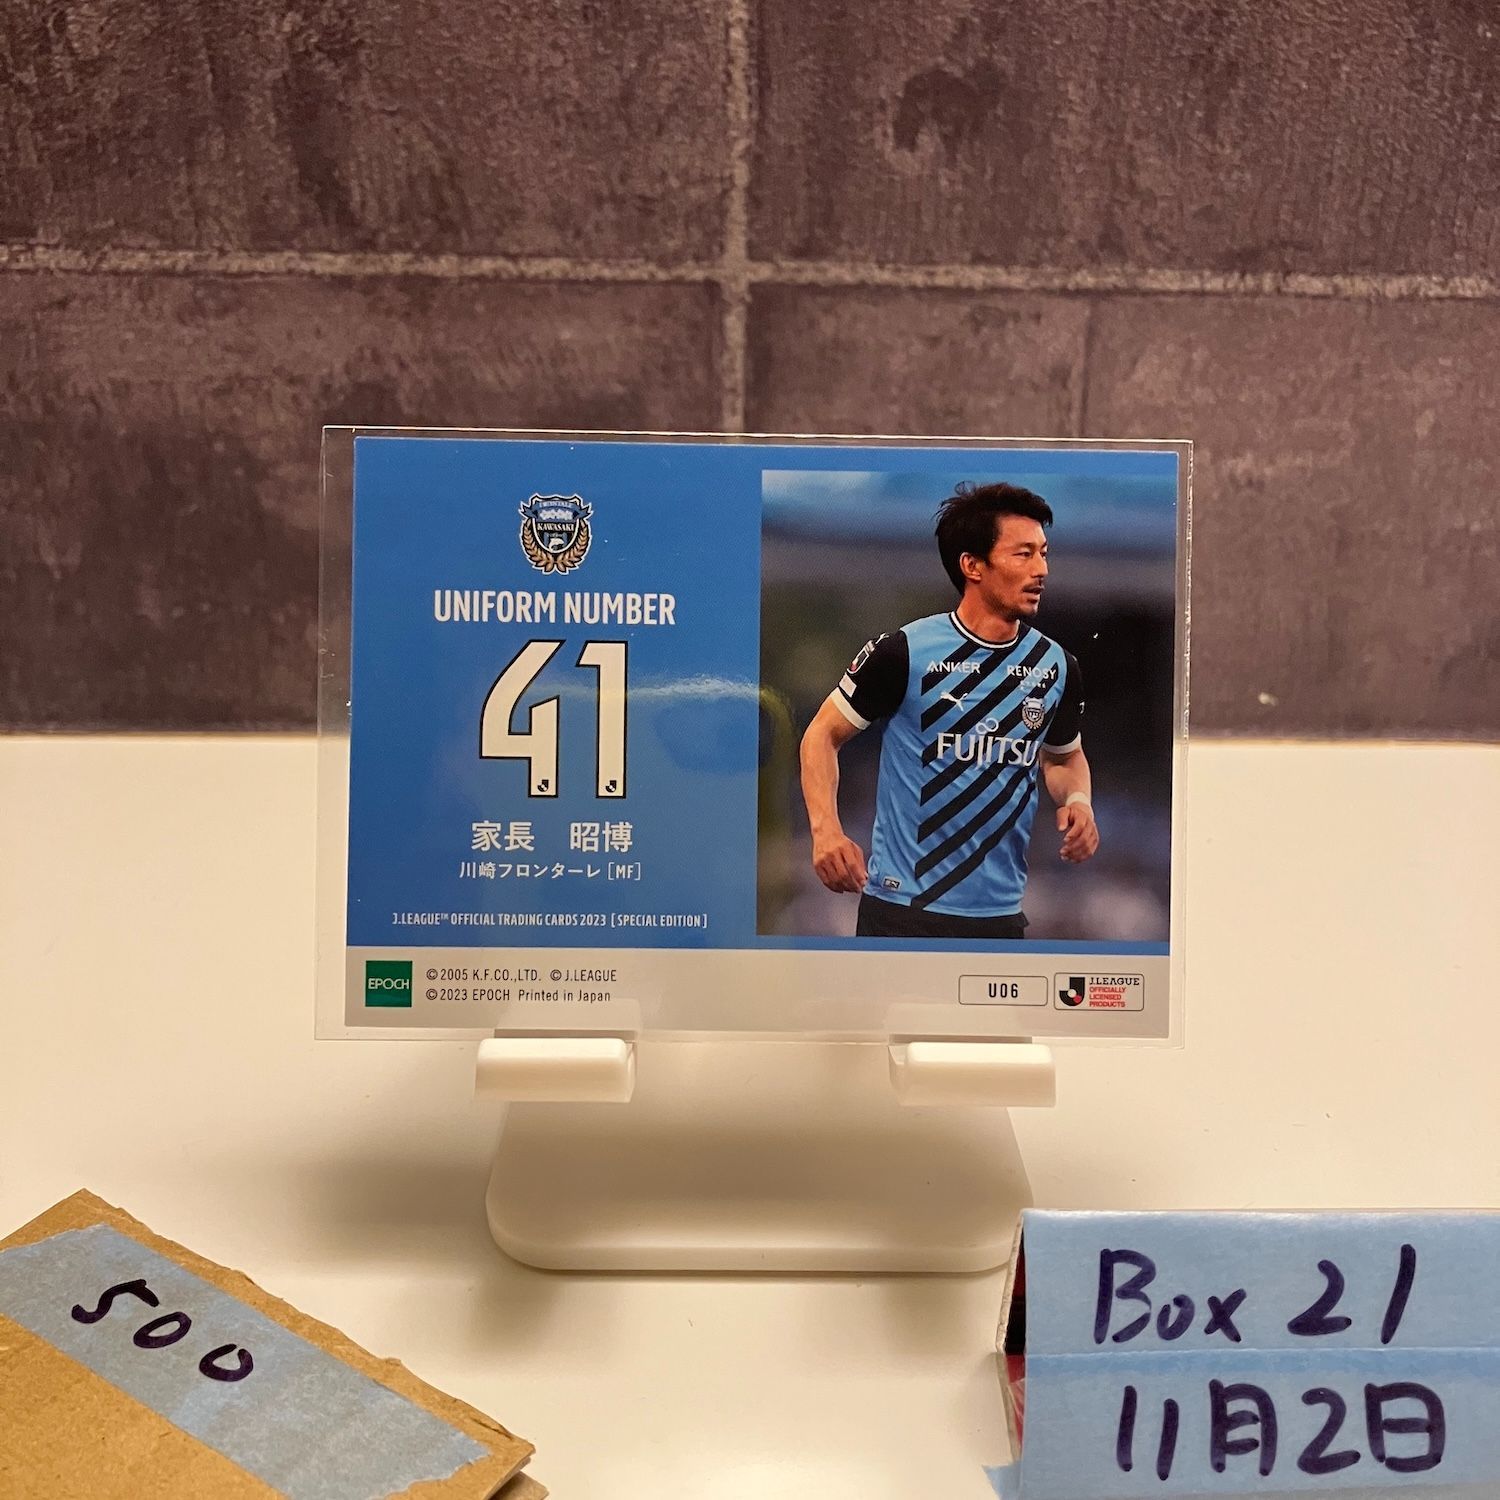 KAWASAKI
UNIFORM NUMBER
41
家長 昭博
川崎フロンターレ [MF]
J.LEAGUE™ OFFICIAL TRADING CARDS 2023 [SPECIAL EDITION]
ANKER
RENOSY
FUJITSU
EPOCH
©2005 K.F.CO.,LTD. ©J.LEAGUE
©2023 EPOCH Printed in Japan
U06
J.LEAGUE
OFFICIALLY
LICENSED
PRODUCTS
500
Box 21
11月2日